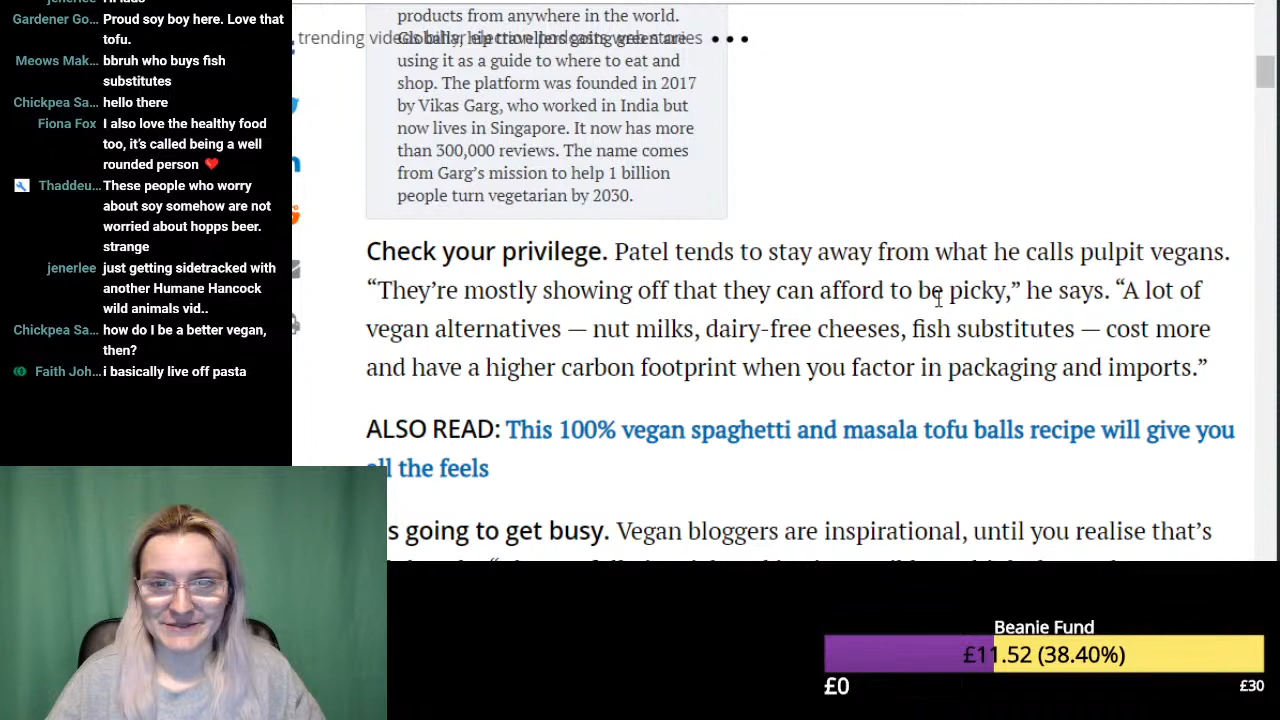 Gardener Go... Proud soy boy here. Love that
tofu.
Meows Mak... bbruh who buys fish
substitutes
Chickpea Sa... hello there
Fiona Fox I also love the healthy food
too, it's called being a well
rounded person ❤️
Thaddeu... These people who worry
about soy somehow are not
worried about hopps beer.
strange
jenerlee just getting sidetracked with
another Humane Hancock
wild animals vid..
Chickpea Sa... how do I be a better vegan,
then?
Faith Joh... i basically live off pasta
products from anywhere in the world.
trending videos podcasts web stories •••
Globally, hip travellers going green are
using it as a guide to where to eat and
shop. The platform was founded in 2017
by Vikas Garg, who worked in India but
now lives in Singapore. It now has more
than 300,000 reviews. The name comes
from Garg's mission to help 1 billion
people turn vegetarian by 2030.
Check your privilege. Patel tends to stay away from what he calls pulpit vegans.
“They’re mostly showing off that they can afford to be picky,” he says. “A lot of
vegan alternatives — nut milks, dairy-free cheeses, fish substitutes — cost more
and have a higher carbon footprint when you factor in packaging and imports.”
ALSO READ: This 100% vegan spaghetti and masala tofu balls recipe will give you
all the feels
s going to get busy. Vegan bloggers are inspirational, until you realise that’s
Beanie Fund
£11.52 (38.40%)
£0
£30